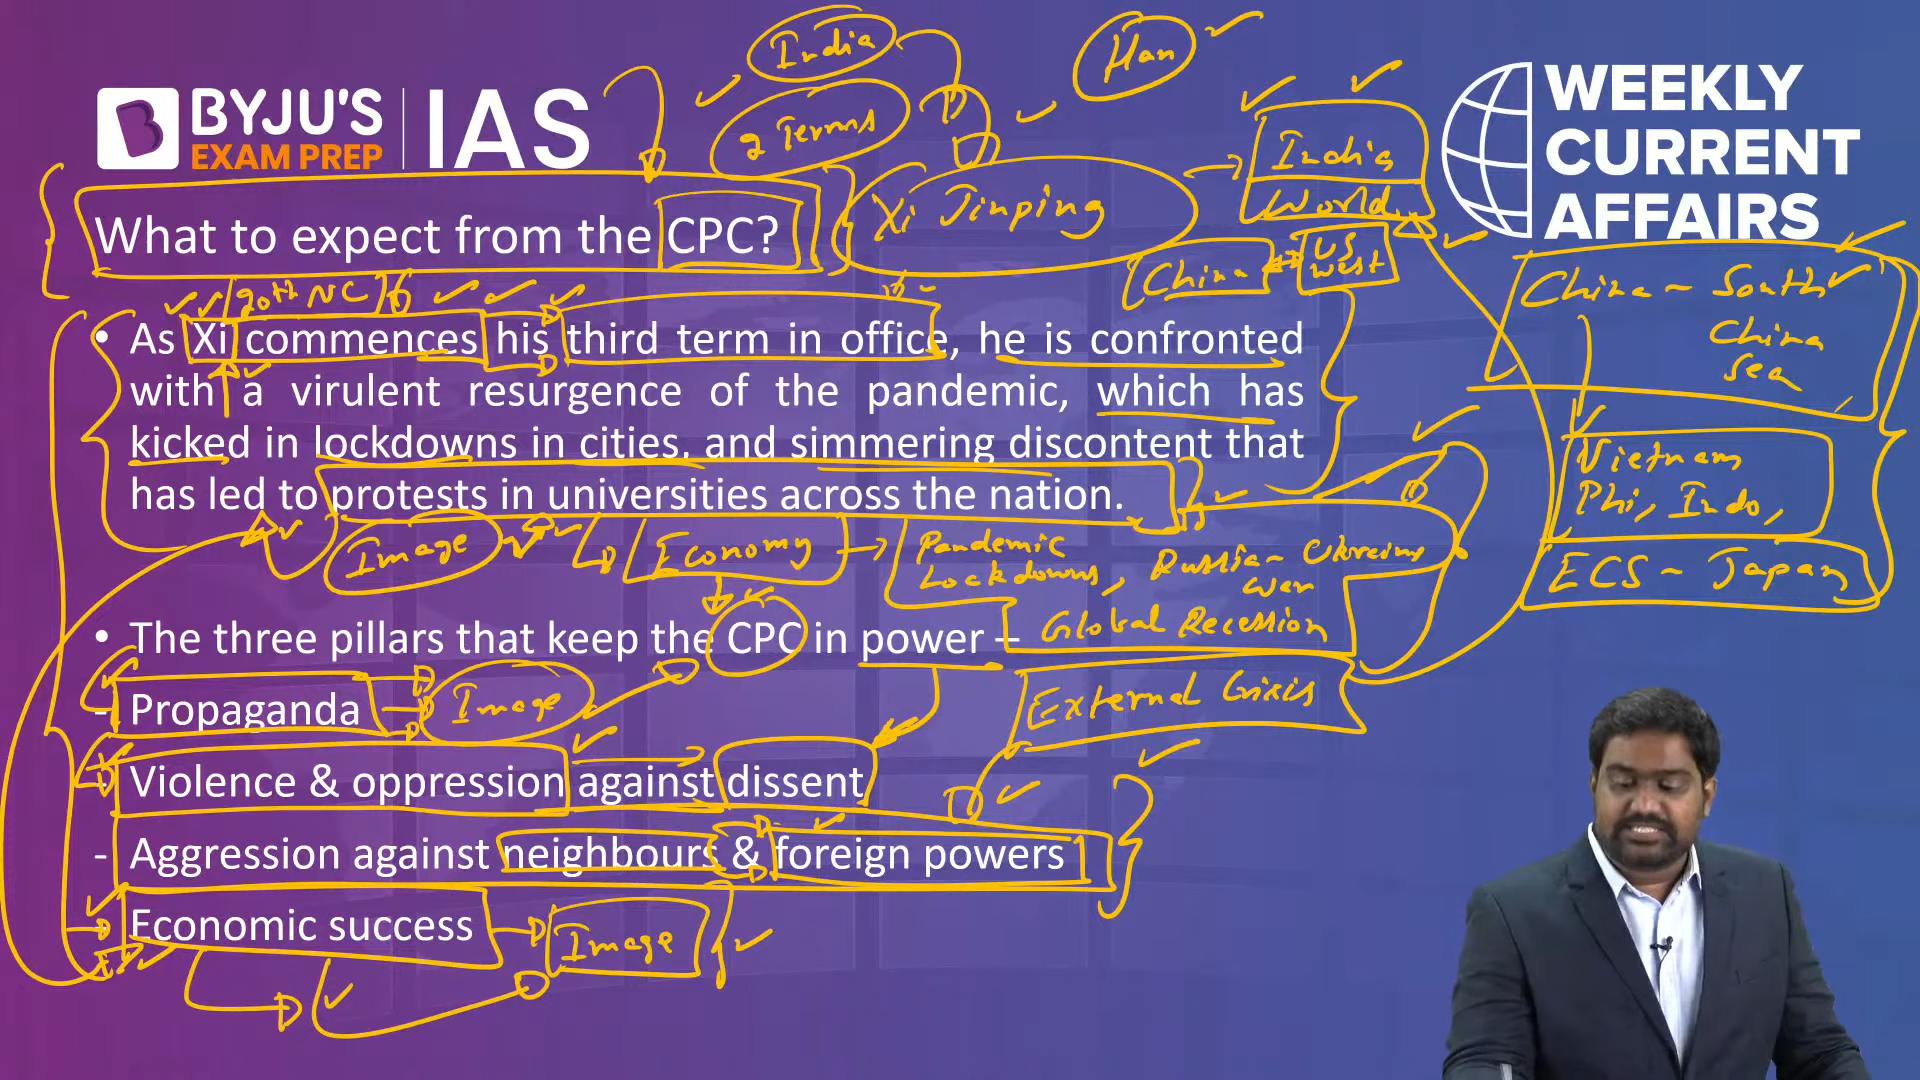 India
Han
2 Terms
BYJU'S
EXAM PREP
IAS
WEEKLY
CURRENT
AFFAIRS
India
World
Xi Jinping
What to expect from the CPC?
China
US
West
China - South
China
Sea
20th NC
• As Xi commences his third term in office, he is confronted
with a virulent resurgence of the pandemic, which has
kicked in lockdowns in cities, and simmering discontent that
has led to protests in universities across the nation.
Vietnam
Phi, Indo,
ECS - Japan
Image
Economy
Pandemic
Lockdowns,
Russia - Ukraine
war
Global Recession
• The three pillars that keep the CPC in power –
External Crisis
- Propaganda
Image
- Violence & oppression against dissent
- Aggression against neighbours & foreign powers
- Economic success
Image